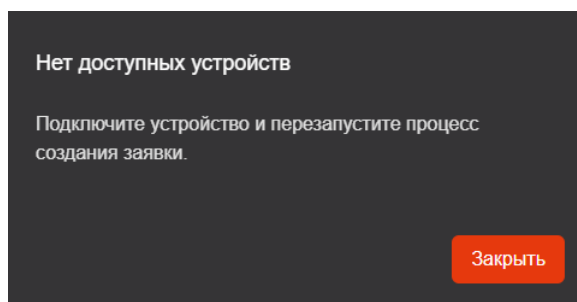 Нет доступных устройств
Подключите устройство и перезапустите процесс
создания заявки.
Закрыть